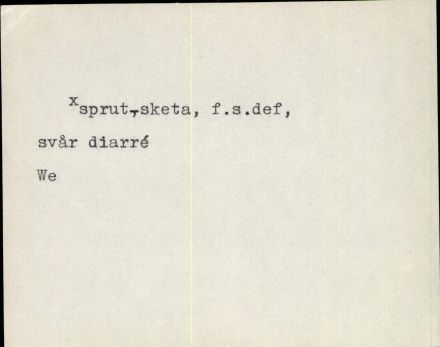 xsprut-sketa, f.s.def,
svår diarré
We